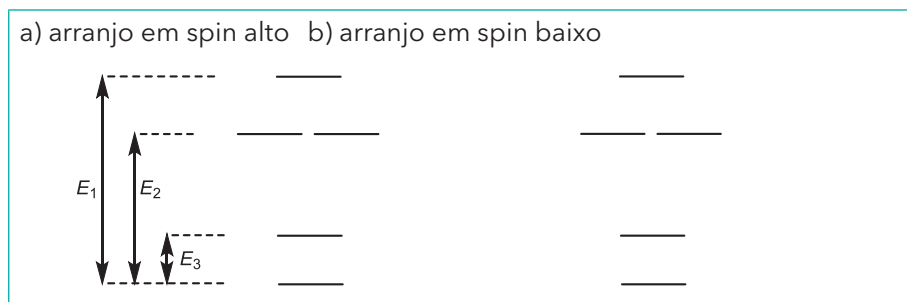 a) arranjo em spin alto b) arranjo em spin baixo
E₁
E₂
E₃